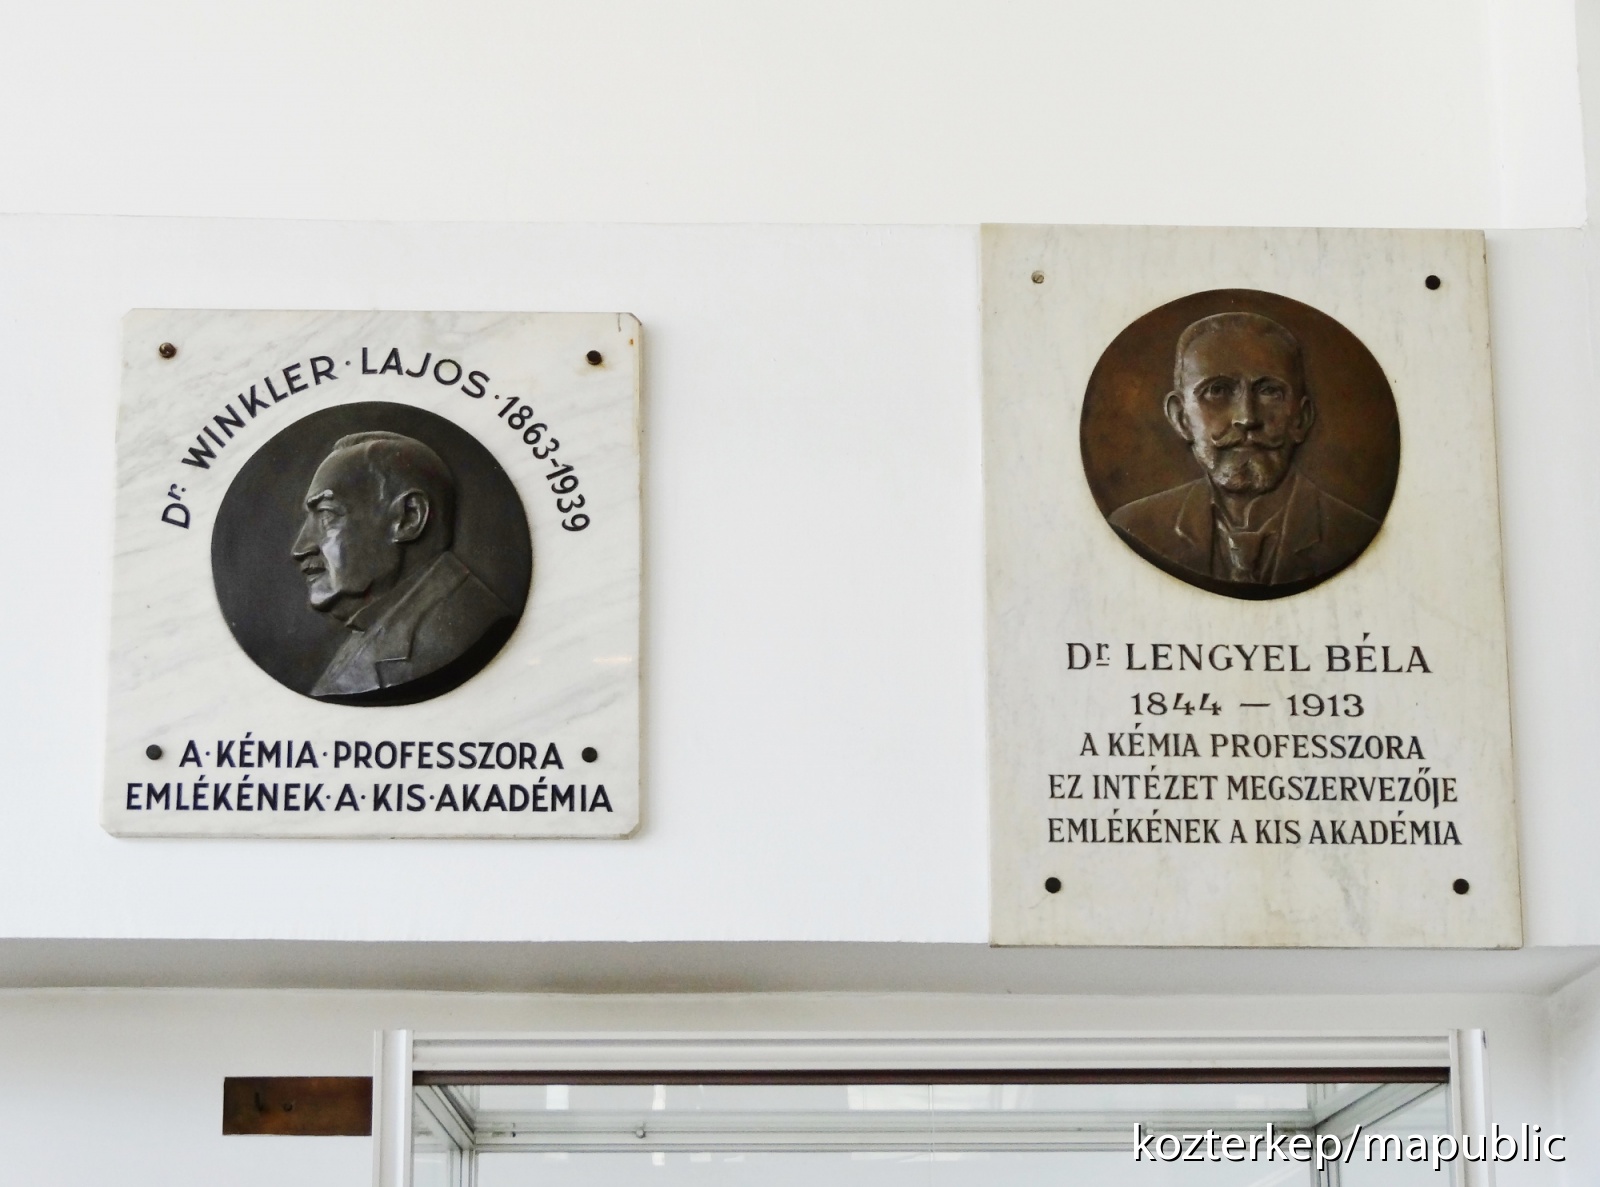 Dr. WINKLER · LAJOS · 1863-1939
A · KÉMIA · PROFESSZORA
EMLÉKÉNEK · A · KIS · AKADÉMIA
Dr. LENGYEL BÉLA
1844 — 1913
A KÉMIA PROFESSZORA
EZ INTÉZET MEGSZERVEZŐJE
EMLÉKÉNEK A KIS AKADÉMIA
kozterkep/mapublic